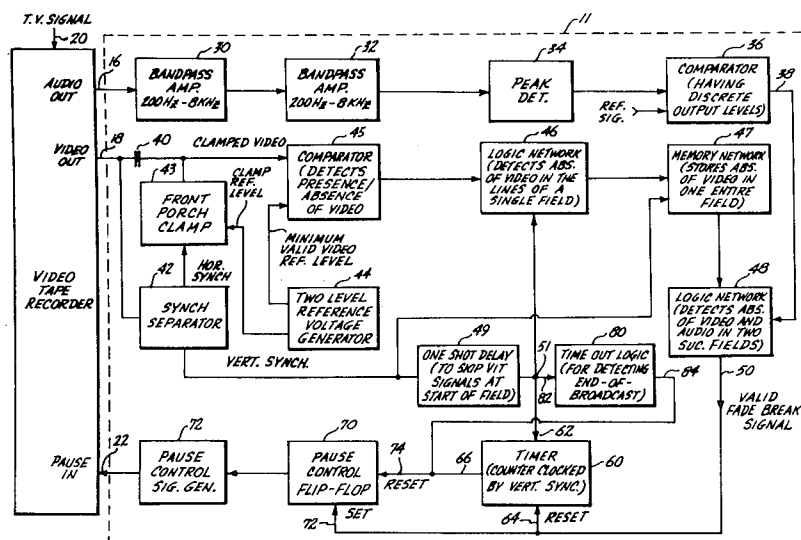 T.V. SIGNAL
20
11
16
30
32
34
36
AUDIO OUT
BANDPASS
AMP.
200HZ-8KHZ
BANDPASS
AMP.
200HZ-8KHZ
PEAK
DET.
COMPARATOR
(HAVING
DISCRETE
OUTPUT LEVELS)
38
REF.
SIG.
VIDEO
OUT
18
40
CLAMPED VIDEO
45
46
47
43
FRONT
PORCH
CLAMP
CLAMP
REF. LEVEL
COMPARATOR
(DETECTS
PRESENCE/
ABSENCE
OF VIDEO)
LOGIC NETWORK
(DETECTS ABS.
OF VIDEO IN
THE LINES OF A
SINGLE FIELD)
MEMORY NETWORK
(STORES ABS.
OF VIDEO IN
ONE ENTIRE
FIELD)
MINIMUM
VALID VIDEO
REF. LEVEL
VIDEO
TAPE
RECORDER
42
HOR.
SYNCH
44
48
SYNCH
SEPARATOR
TWO LEVEL
REFERENCE
VOLTAGE
GENERATOR
LOGIC NETWORK
(DETECTS ABS.
OF VIDEO AND
AUDIO IN TWO
SUC. FIELDS)
VERT. SYNCH.
49
ONE SHOT DELAY
(TO SKIP VIT
SIGNALS AT
START OF FIELD)
51
82
80
TIME OUT LOGIC
(FOR DETECTING
END-OF-
BROADCAST)
84
50
VALID
FADE BREAK
SIGNAL
62
PAUSE
IN
22
72
PAUSE
CONTROL
SIG. GEN.
70
PAUSE
CONTROL
FLIP-FLOP
74
RESET
66
TIMER
(COUNTER CLOCKED
BY VERT. SYNC.)
60
72
SET
64
RESET